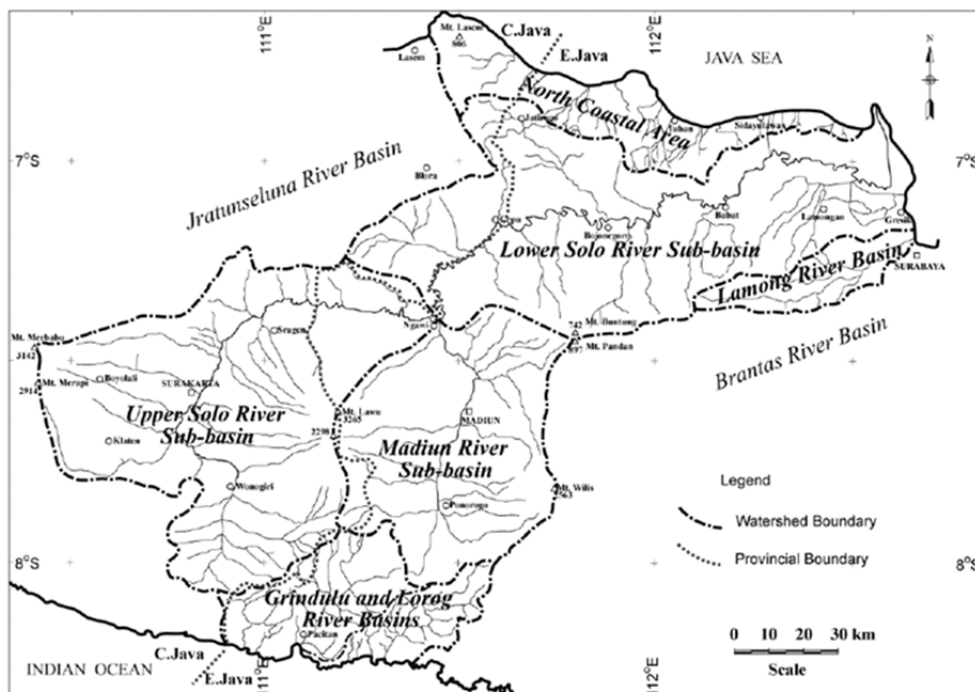 111°E
112°E
Mt. Lasem
806
C.Java
E.Java
Lasem
JAVA SEA
N
North Coastal Area
Jatirogo
Tuban
Sidayulawas
7°S
7°S
Jratunseluna River Basin
Blora
Cepu
Bojonegoro
Babat
Lamongan
Gresik
Lower Solo River Sub-basin
Lamong River Basin
SURABAYA
Ngawi
742
Mt. Buntung
897
Mt. Pandan
Brantas River Basin
Mt. Merbabu
3142
Mt. Merapi
2914
Boyolali
SURAKARTA
Sragen
Klaten
Upper Solo River
Sub-basin
Mt. Lawu
3265
2298
MADIUN
Madiun River
Sub-basin
Wonogiri
Ponorogo
Mt. Wilis
Legend
Watershed Boundary
Provincial Boundary
8°S
8°S
Grindulu and Lorog
River Basins
Pacitan
0 10 20 30 km
Scale
INDIAN OCEAN
C.Java
E.Java
111°E
112°E